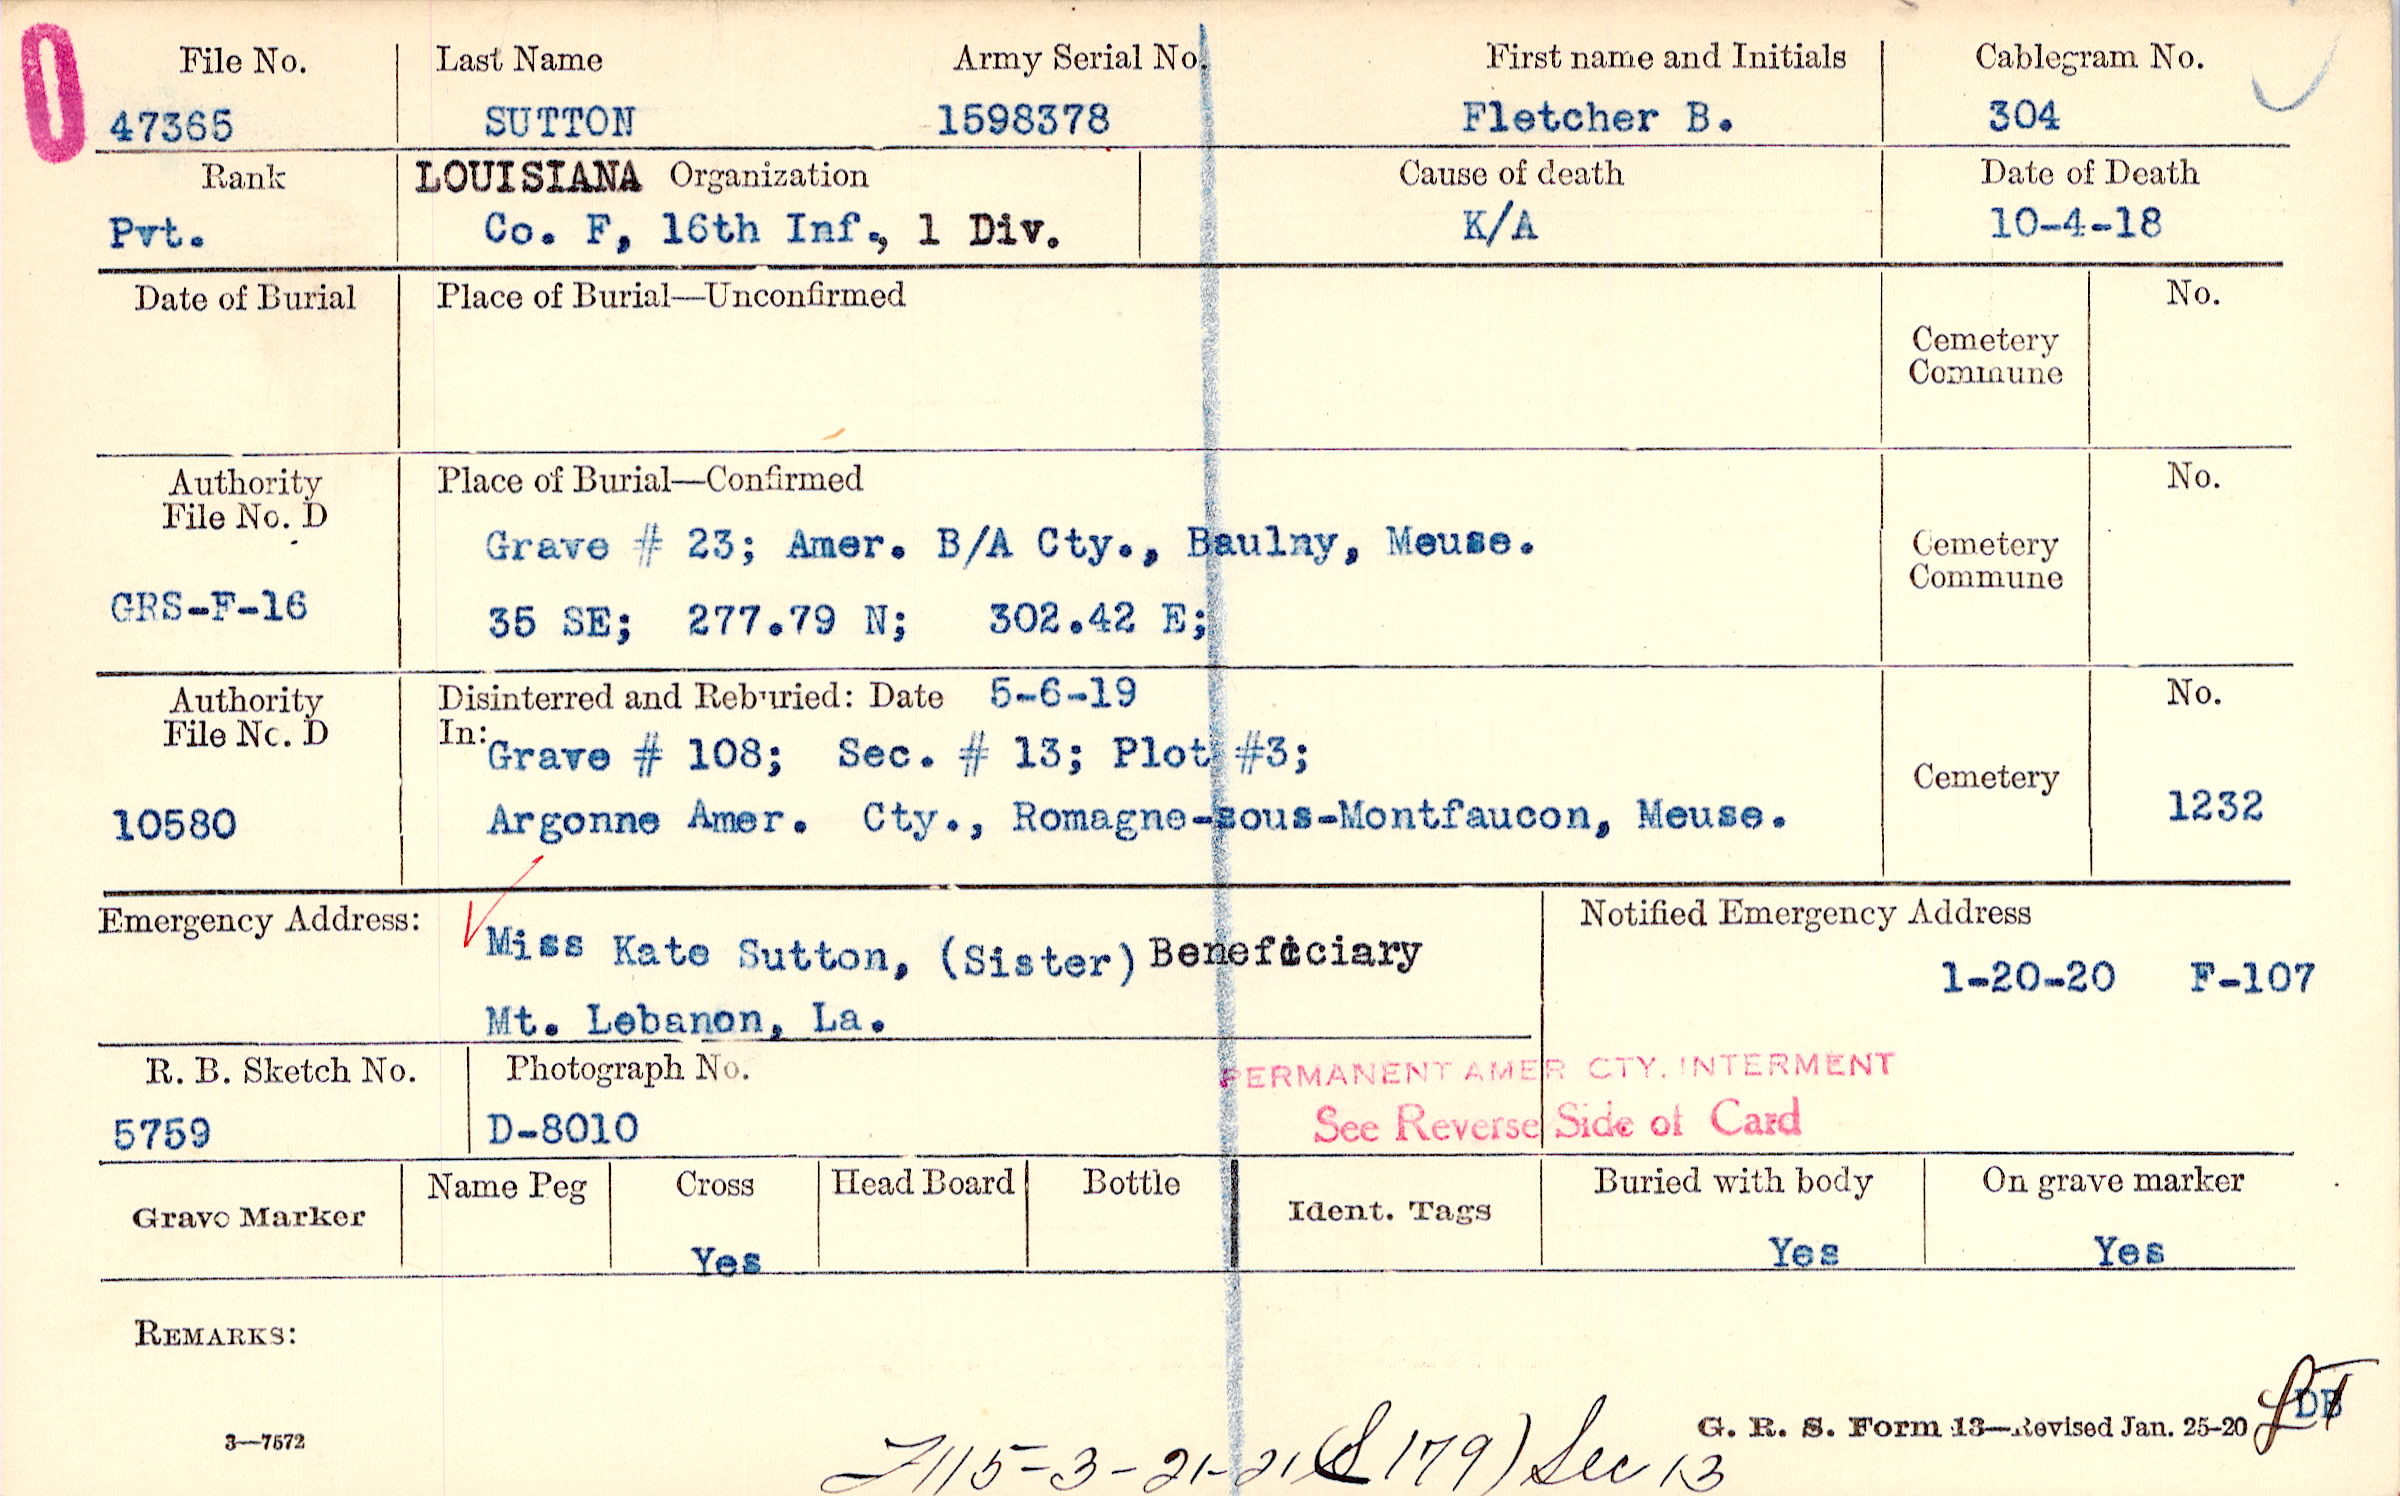 File No. Last Name Army Serial No. First name and Initials Cablegram No.
47365 SUTTON 1598378 Fletcher B. 304
Rank LOUISIANA Organization Cause of death Date of Death
Pvt. Co. F, 16th Inf., 1 Div. K/A 10-4-18
Date of Burial Place of Burial—Unconfirmed No.
Cemetery
Commune
Authority Place of Burial—Confirmed No.
File No. D
Grave # 23; Amer. B/A Cty., Baulny, Meuse. Cemetery
Commune
GRS-F-16 35 SE; 277.79 N; 302.42 E;
Authority Disinterred and Reburied: Date 5-6-19 No.
File No. D In:
Grave # 108; Sec. # 13; Plot #3;
Cemetery
10580 Argonne Amer. Cty., Romagne-sous-Montfaucon, Meuse. 1232
Emergency Address: Notified Emergency Address
Miss Kate Sutton, (Sister) Beneficiary 1-20-20 F-107
Mt. Lebanon, La.
R. B. Sketch No. Photograph No. PERMANENT AMER CTY. INTERMENT
5759 D-8010 See Reverse Side of Card
Grave Marker Name Peg Cross Head Board Bottle Ident. Tags Buried with body On grave marker
Yes Yes Yes
REMARKS:
3—7572 G. R. S. Form 13—Revised Jan. 25-20 DB
115-3-21-21 (S 179) Sec 13